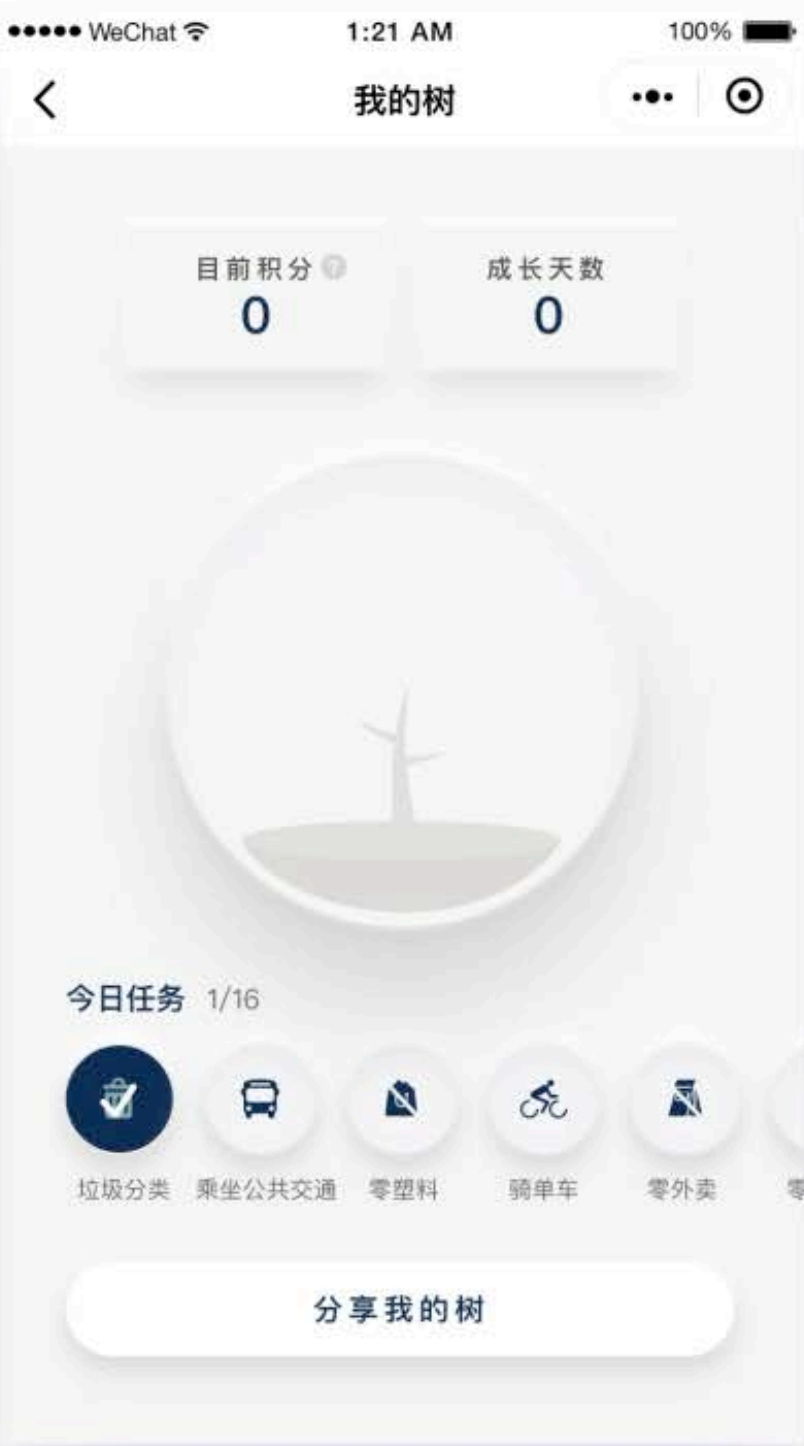 WeChat 1:21 AM 100%
我的树
目前积分 ? 成长天数
0 0
今日任务 1/16
垃圾分类 乘坐公共交通 零塑料 骑单车 零外卖 零
分享我的树